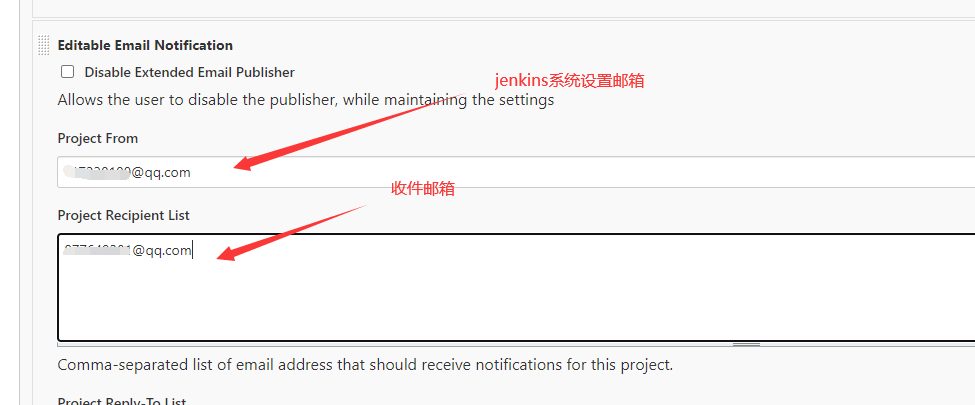 Editable Email Notification
Disable Extended Email Publisher
jenkins系统设置邮箱
Allows the user to disable the publisher, while maintaining the settings
Project From
@qq.com
收件邮箱
Project Recipient List
@qq.com
Comma-separated list of email address that should receive notifications for this project.
Project Reply-To List